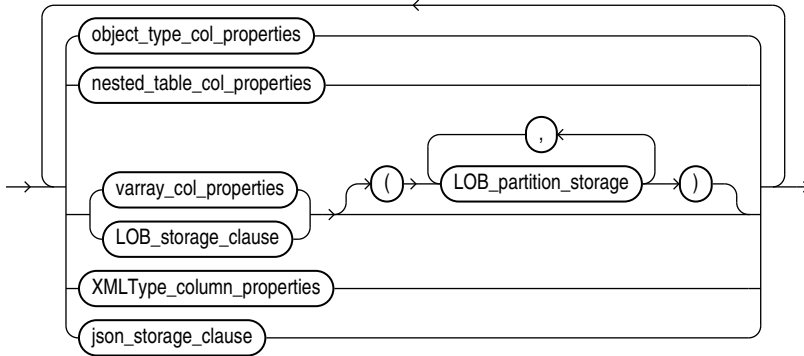 object_type_col_properties
nested_table_col_properties
,
varray_col_properties
( LOB_partition_storage )
LOB_storage_clause
XMLType_column_properties
json_storage_clause